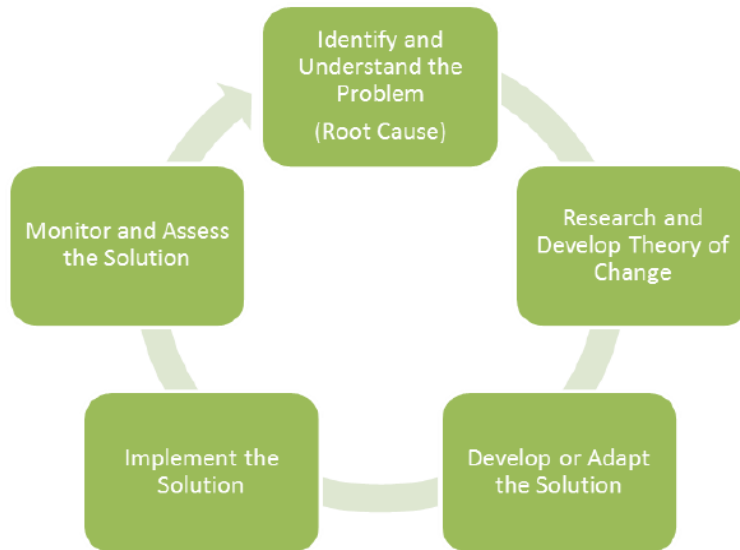 Identify and
Understand the
Problem
(Root Cause)
Research and
Develop Theory of
Change
Develop or Adapt
the Solution
Implement the
Solution
Monitor and Assess
the Solution